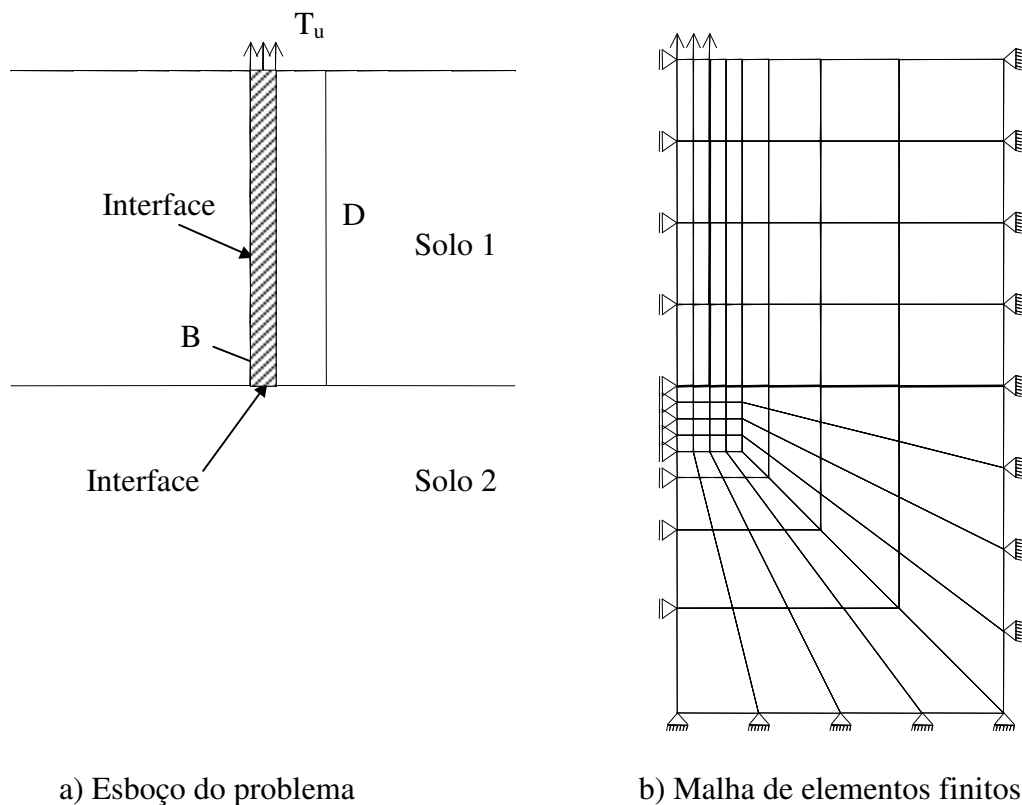 Tu
Interface
D
Solo 1
B
Interface
Solo 2
a) Esboço do problema
b) Malha de elementos finitos